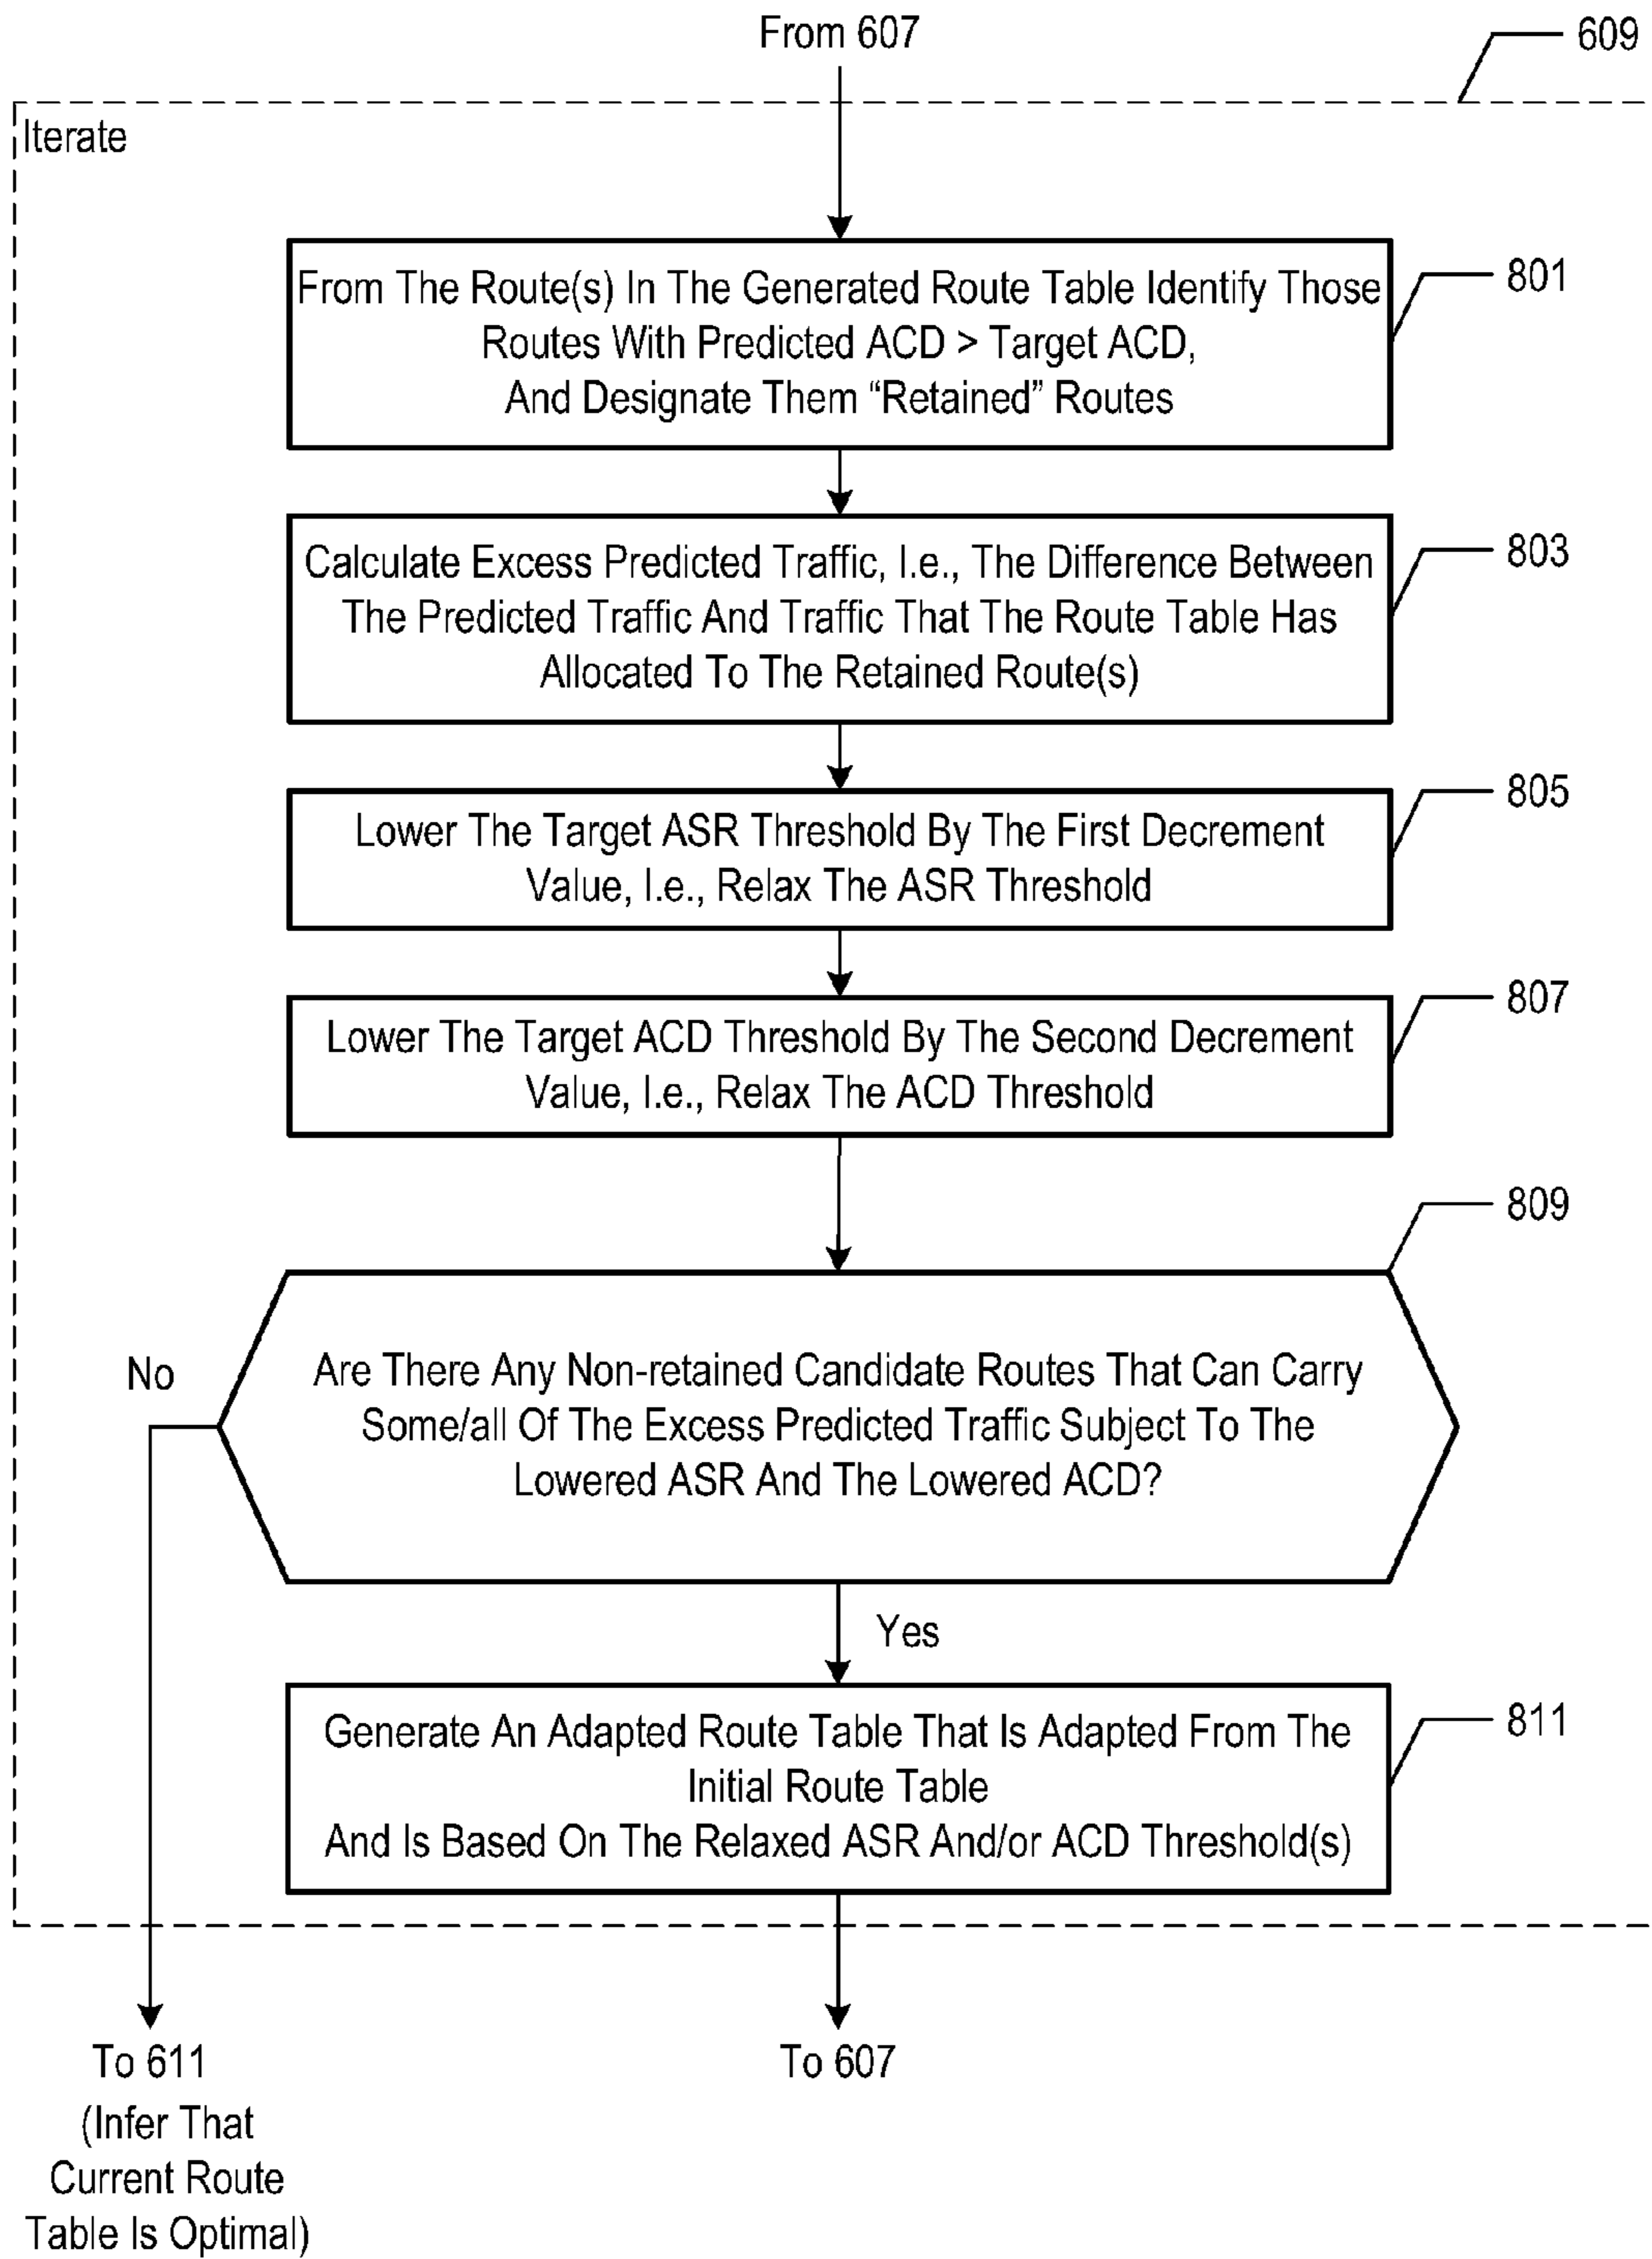 From 607
609
Iterate
From The Route(s) In The Generated Route Table Identify Those
Routes With Predicted ACD > Target ACD,
And Designate Them “Retained” Routes
801
Calculate Excess Predicted Traffic, I.e., The Difference Between
The Predicted Traffic And Traffic That The Route Table Has
Allocated To The Retained Route(s)
803
Lower The Target ASR Threshold By The First Decrement
Value, I.e., Relax The ASR Threshold
805
Lower The Target ACD Threshold By The Second Decrement
Value, I.e., Relax The ACD Threshold
807
809
Are There Any Non-retained Candidate Routes That Can Carry
Some/all Of The Excess Predicted Traffic Subject To The
Lowered ASR And The Lowered ACD?
No
Yes
Generate An Adapted Route Table That Is Adapted From The
Initial Route Table
And Is Based On The Relaxed ASR And/or ACD Threshold(s)
811
To 611
(Infer That
Current Route
Table Is Optimal)
To 607